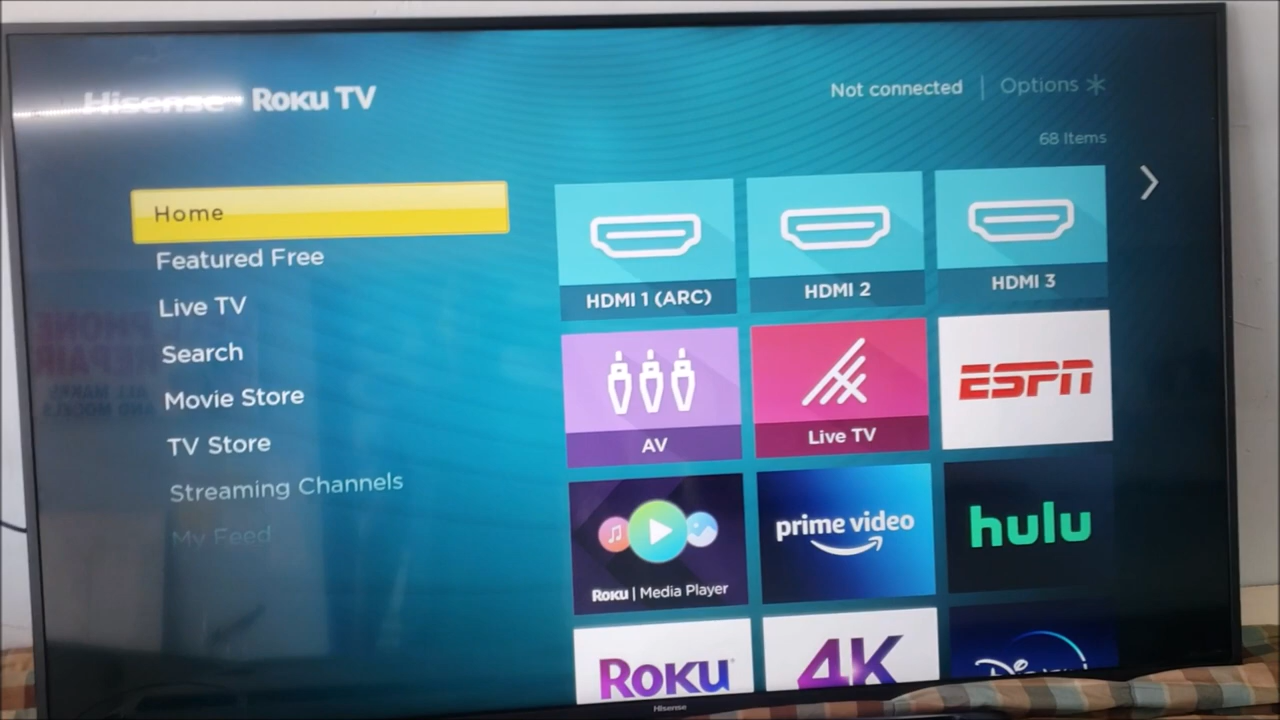 Hisense Roku TV
Not connected | Options
68 Items
Home
Featured Free
Live TV
Search
Movie Store
TV Store
Streaming Channels
My Feed
HDMI 1 (ARC)
HDMI 2
HDMI 3
AV
Live TV
ESPN
Roku | Media Player
prime video
hulu
Roku
4K
Hisense